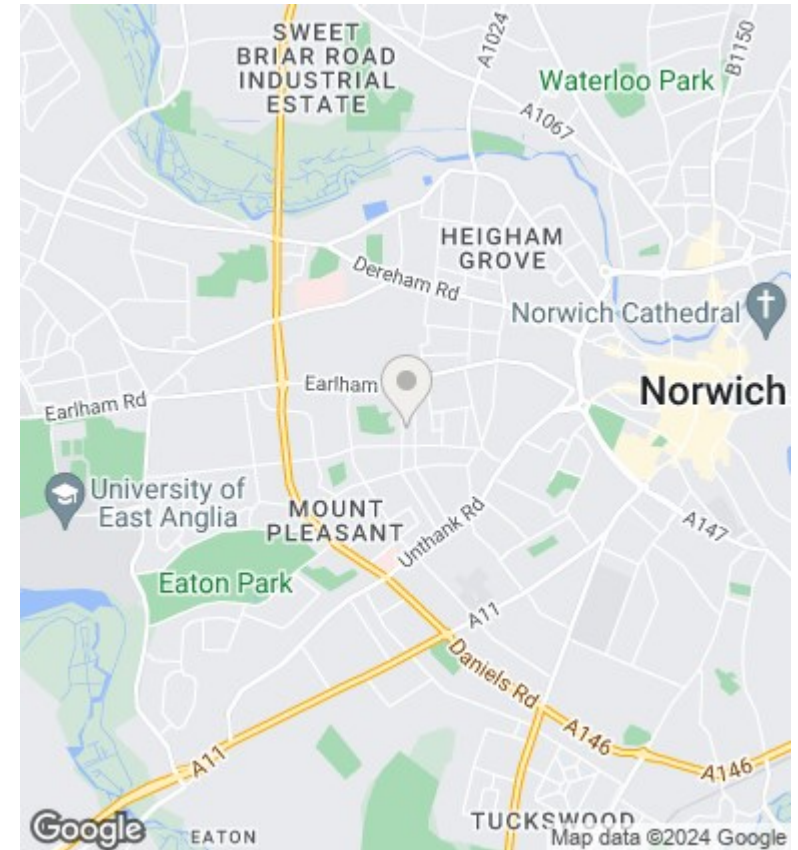 SWEET
BRIAR ROAD
INDUSTRIAL
ESTATE
A1024
B1150
Waterloo Park
A1067
HEIGHAM
GROVE
Dereham Rd
Norwich Cathedral
Earlham
Norwich
Earlham Rd
University of
East Anglia
MOUNT
PLEASANT
Unthank Rd
A147
Eaton Park
A11
Daniels Rd
A146
A11
A146
TUCKSWOOD
Google
EATON
Map data ©2024 Google